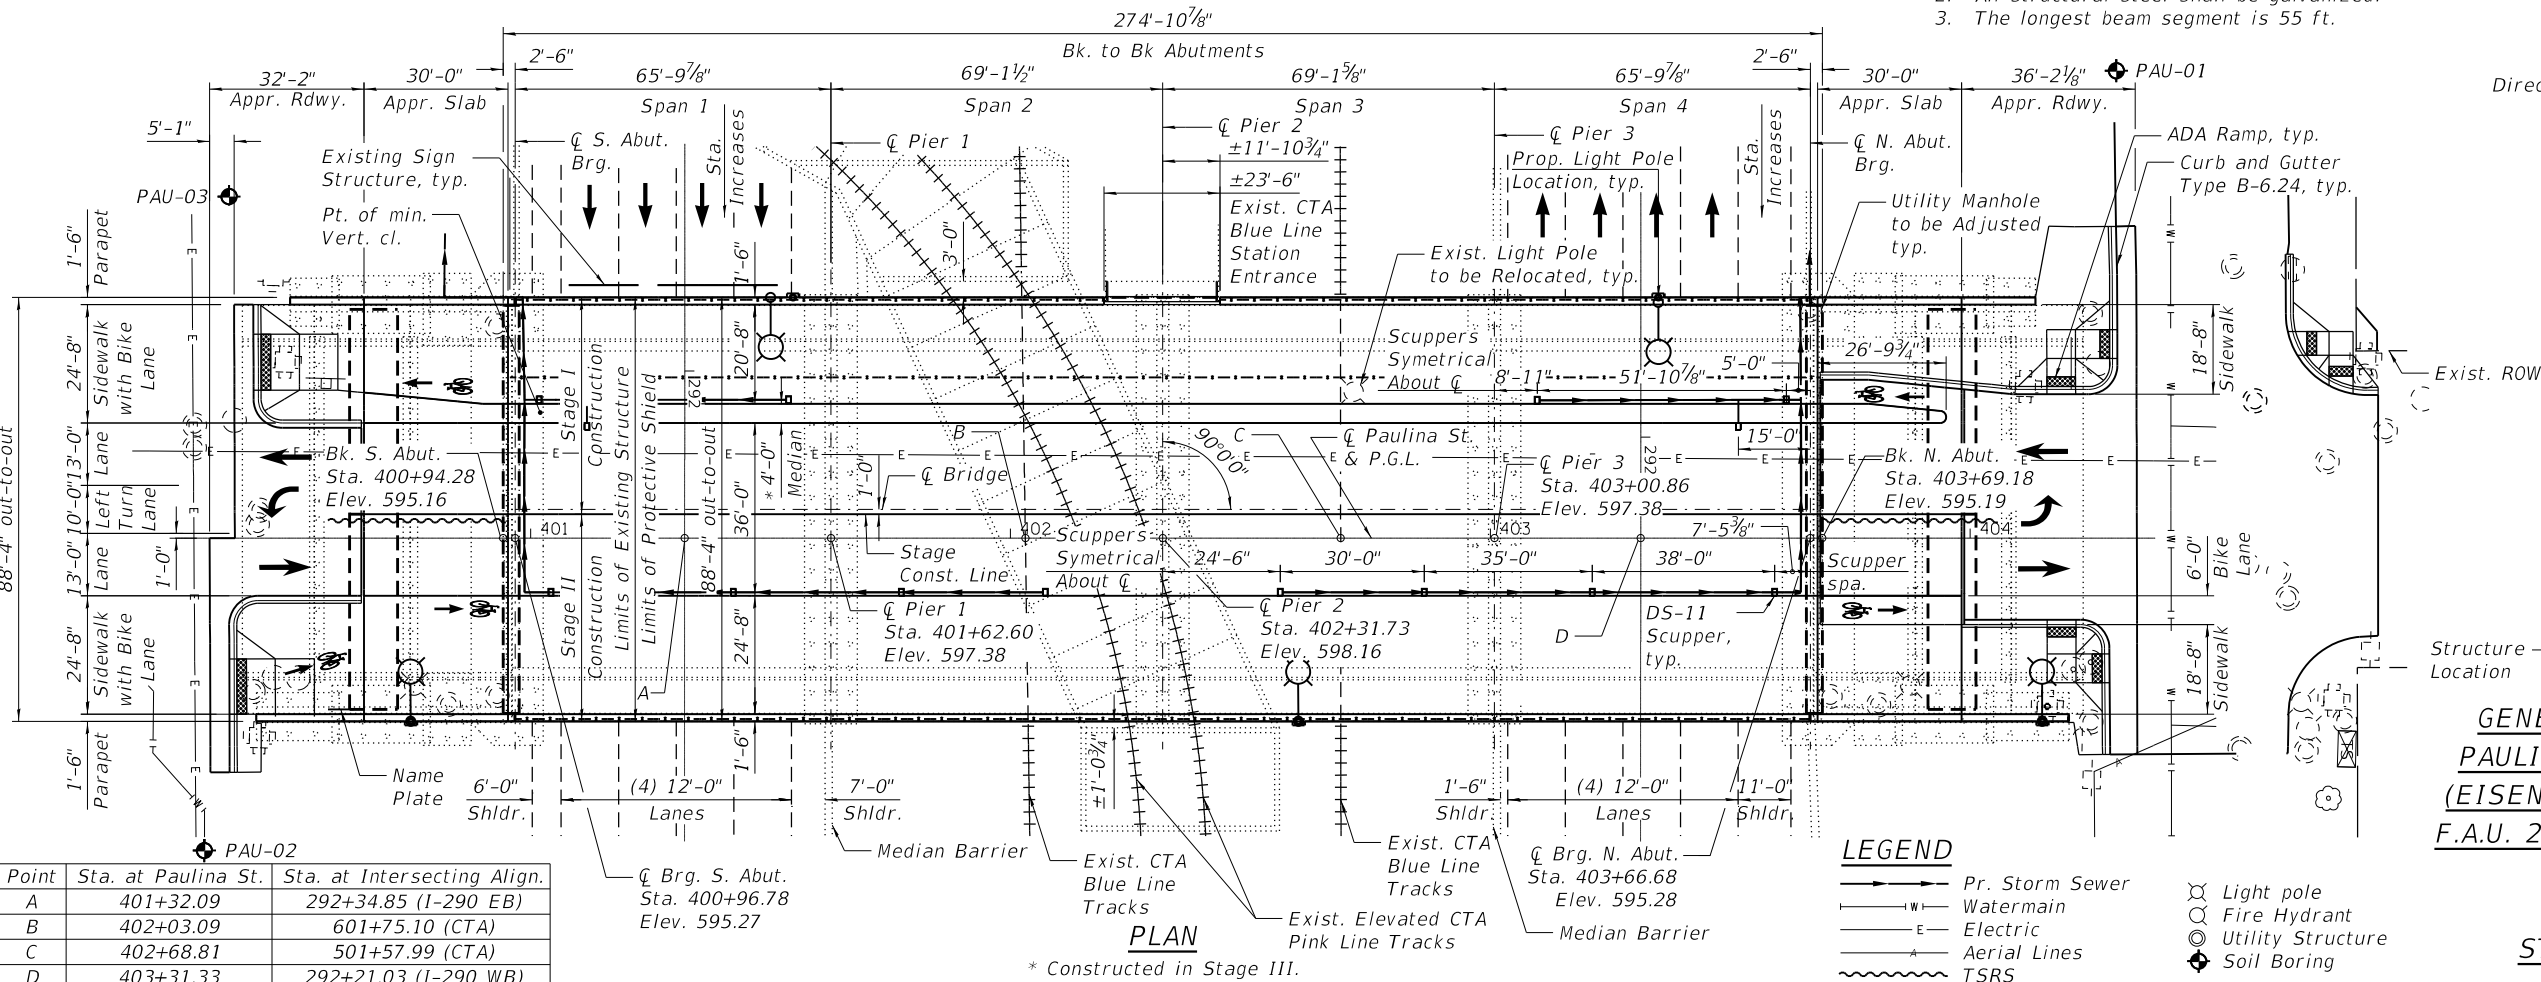 3. The longest beam segment is 55 ft.
274'-10⅞"
Bk. to Bk Abutments
2'-6"
2'-6"
32'-2"
Appr. Rdwy.
30'-0"
Appr. Slab
65'-9⅞"
Span 1
69'-1½"
Span 2
69'-1⅝"
Span 3
65'-9⅞"
Span 4
30'-0"
Appr. Slab
36'-2⅛"
Appr. Rdwy.
PAU-01
Direc
5'-1"
Existing Sign
Structure, typ.
℄ S. Abut.
Brg.
Sta.
Increases
℄ Pier 1
℄ Pier 2
±11'-10¾"
±23'-6"
Exist. CTA
Blue Line
Station
Entrance
℄ Pier 3
Prop. Light Pole
Location, typ.
Sta.
Increases
℄ N. Abut.
Brg.
ADA Ramp, typ.
Curb and Gutter
Type B-6.24, typ.
PAU-03
Pt. of min.
Vert. cl.
Utility Manhole
to be Adjusted
typ.
Exist. Light Pole
to be Relocated, typ.
1'-6"
Parapet
1'-6"
3'-0"
88'-4" out-to-out
24'-8"
Sidewalk
with Bike
Lane
20'-8"
Stage I
Construction
Limits of Existing Structure
Limits of Protective Shield
292
88'-4" out-to-out
Scuppers
Symetrical
About ℄
8'-11"
51'-10⅞"
5'-0"
26'-9¾"
18'-8"
Sidewalk
Exist. ROW
13'-0"
Lane
10'-0"
Left
Turn
Lane
Bk. S. Abut.
Sta. 400+94.28
Elev. 595.16
*4'-0"
Median
36'-0"
1'-0"
℄ Bridge
B
90°0'0"
C
℄ Paulina St.
& P.G.L.
℄ Pier 3
Sta. 403+00.86
Elev. 597.38
292
15'-0"
Bk. N. Abut.
Sta. 403+69.18
Elev. 595.19
13'-0"
Lane
1'-0"
401
402
403
404
Stage
Const. Line
Scuppers
Symetrical
About ℄
24'-6"
30'-0"
35'-0"
38'-0"
7'-5⅜"
Scupper
spa.
6'-0"
Bike
Lane
24'-8"
Sidewalk
with Bike
Lane
Stage II
Construction
A
24'-8"
℄ Pier 1
Sta. 401+62.60
Elev. 597.38
℄ Pier 2
Sta. 402+31.73
Elev. 598.16
D
DS-11
Scupper,
typ.
18'-8"
Sidewalk
Structure
Location
1'-6"
Parapet
Name
Plate
6'-0"
Shldr.
(4) 12'-0"
Lanes
1'-6"
7'-0"
Shldr.
±1'-0¾"
1'-6"
Shldr.
(4) 12'-0"
Lanes
11'-0"
Shldr.
GENE
PAULI
(EISEN
F.A.U. 2
PAU-02
Median Barrier
Exist. CTA
Blue Line
Tracks
Exist. CTA
Blue Line
Tracks
℄ Brg. S. Abut.
Sta. 400+96.78
Elev. 595.27
℄ Brg. N. Abut.
Sta. 403+66.68
Elev. 595.28
Exist. Elevated CTA
Pink Line Tracks
Median Barrier
Point Sta. at Paulina St. Sta. at Intersecting Align.
A 401+32.09 292+34.85 (I-290 EB)
B 402+03.09 601+75.10 (CTA)
C 402+68.81 501+57.99 (CTA)
D 403+31.33 292+21.03 (I-290 WB)
PLAN
* Constructed in Stage III.
LEGEND
Pr. Storm Sewer
W Watermain
E Electric
A Aerial Lines
TSRS
Light pole
Fire Hydrant
Utility Structure
Soil Boring
ST